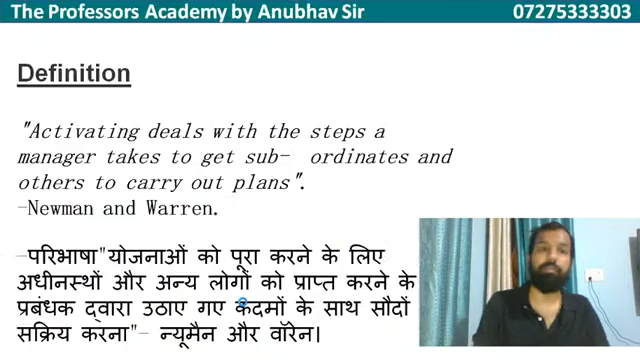 The Professors Academy by Anubhav Sir 07275333303
Definition
"Activating deals with the steps a
manager takes to get sub- ordinates and
others to carry out plans".
-Newman and Warren.
-परिभाषा"योजनाओं को पूरा करने के लिए
अधीनस्थों और अन्य लोगों को प्राप्त करने के
प्रबंधक द्वारा उठाए गए कदमों के साथ सौदों
सक्रिय करना"- न्यूमैन और वॉरेन।